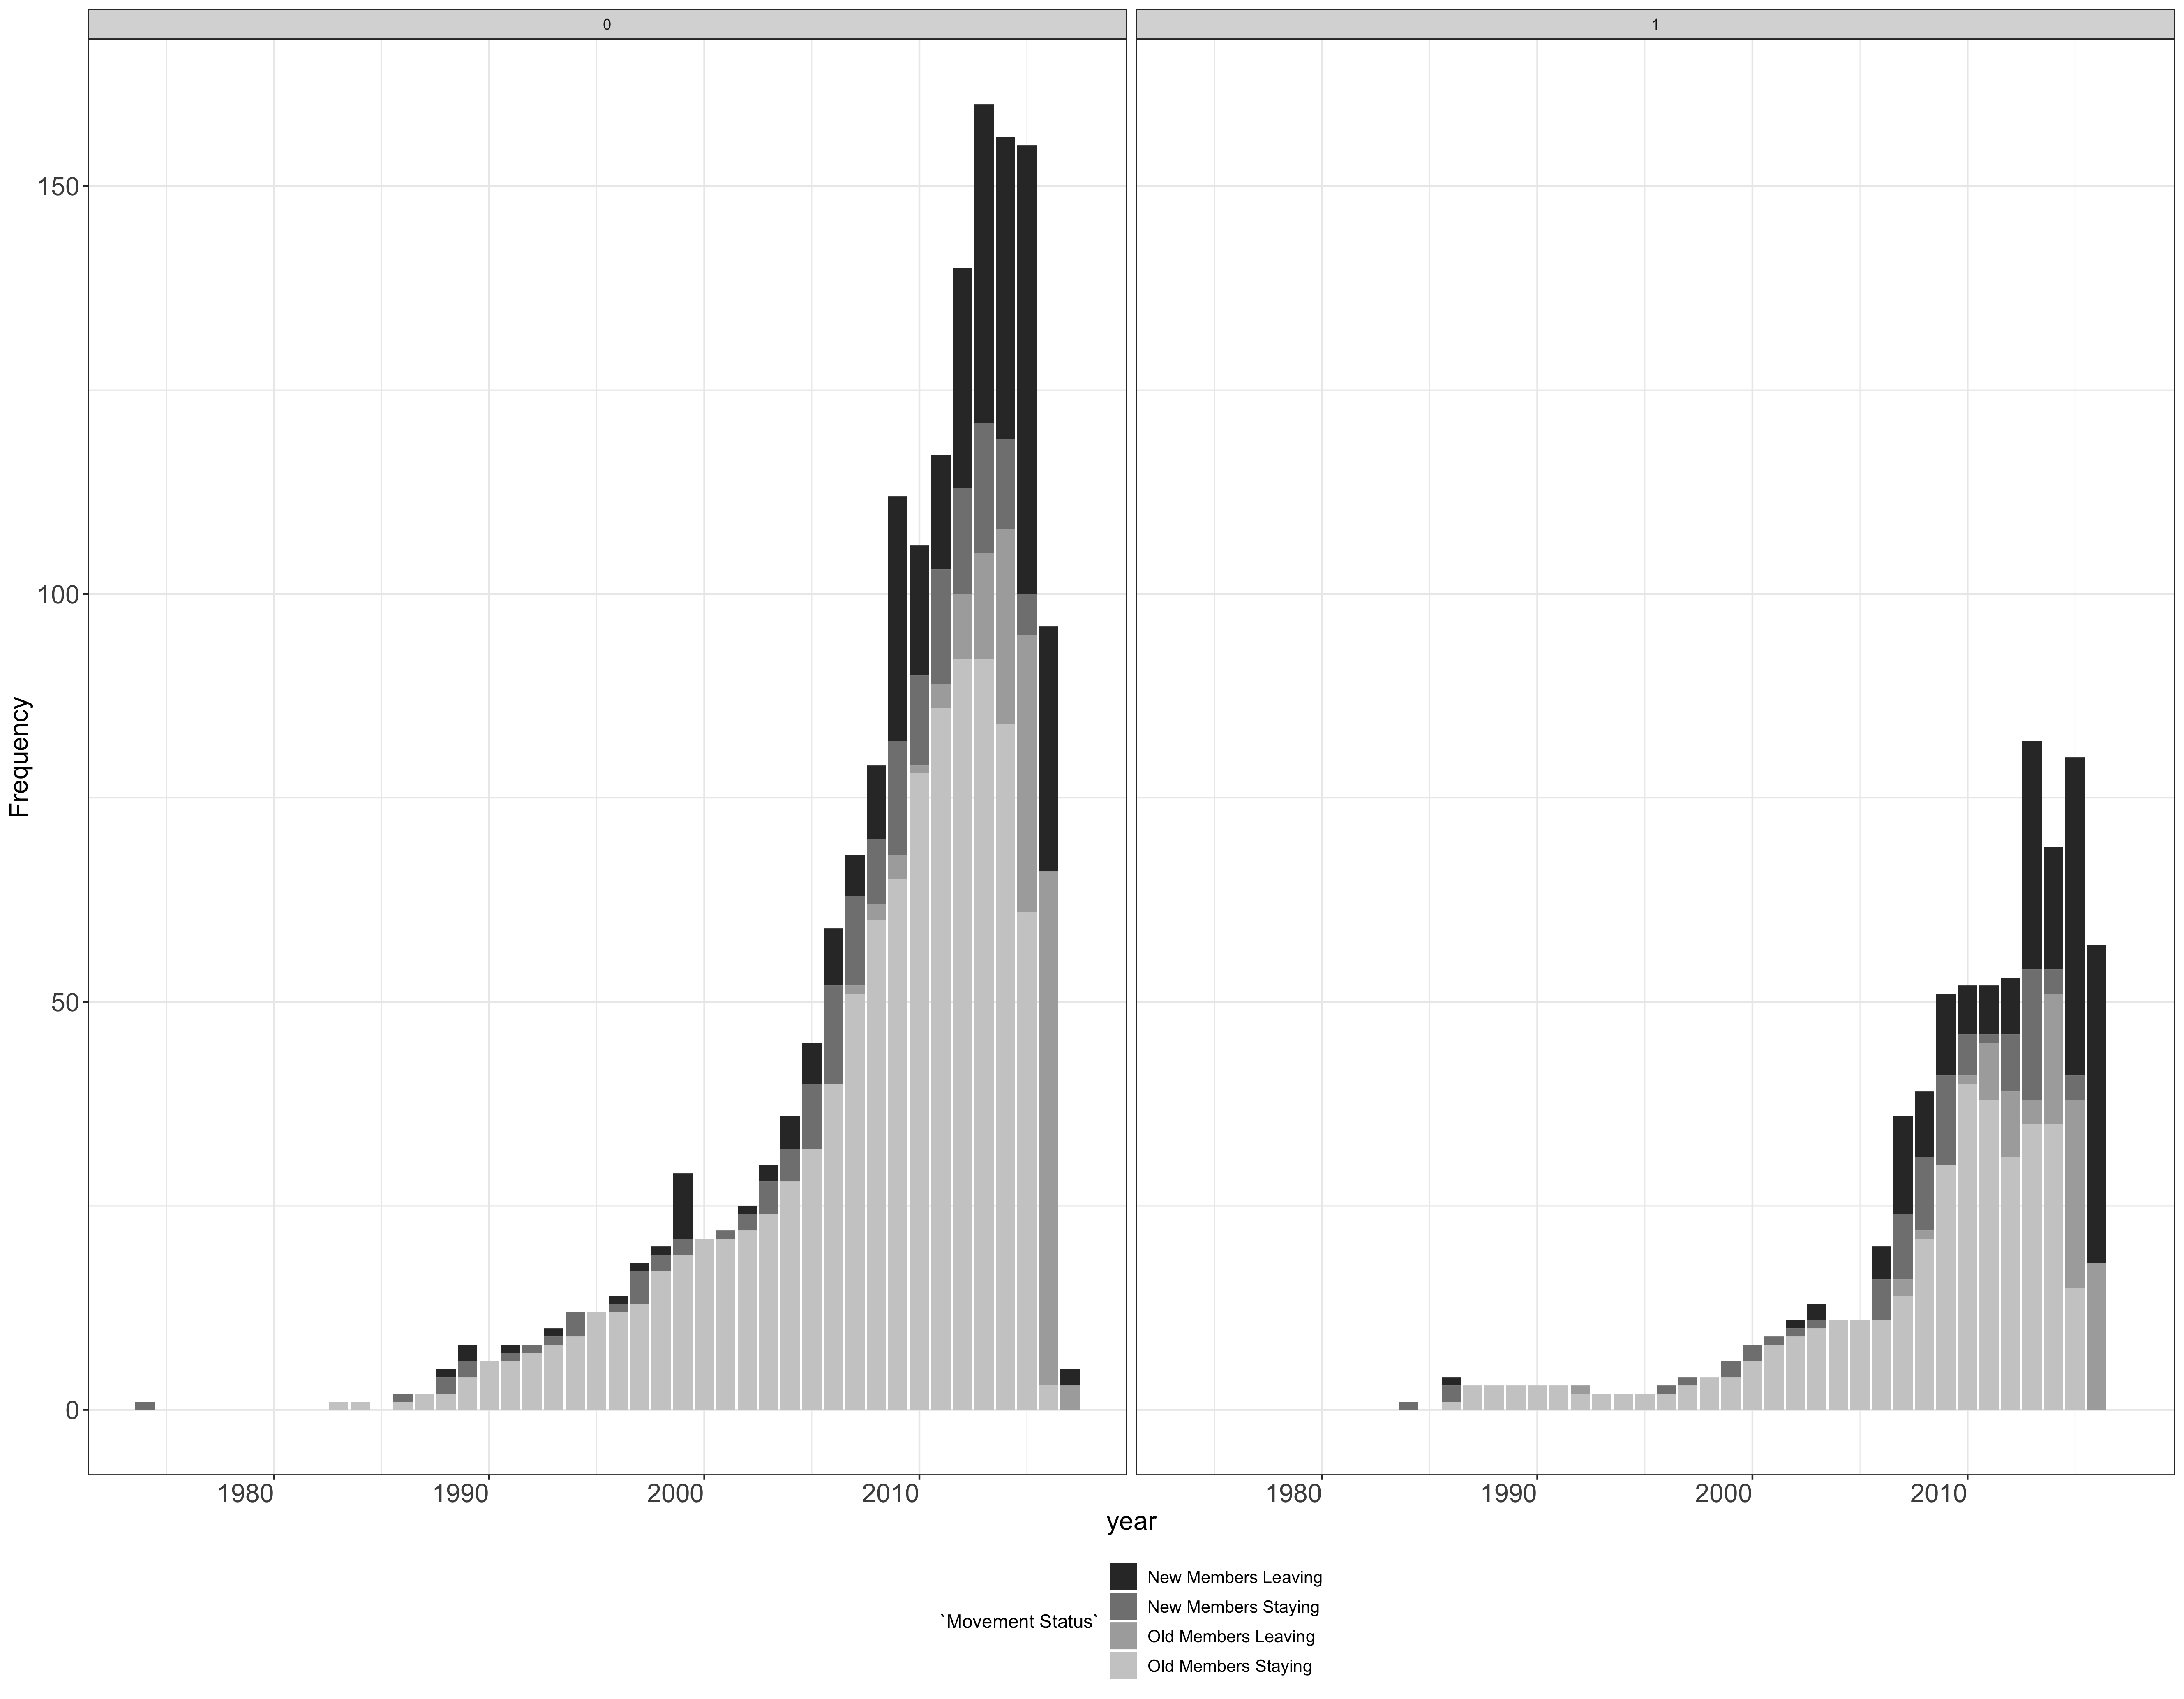 0
1
150
100
50
0
Frequency
1980
1990
2000
2010
1980
1990
2000
2010
year
`Movement Status`
New Members Leaving
New Members Staying
Old Members Leaving
Old Members Staying